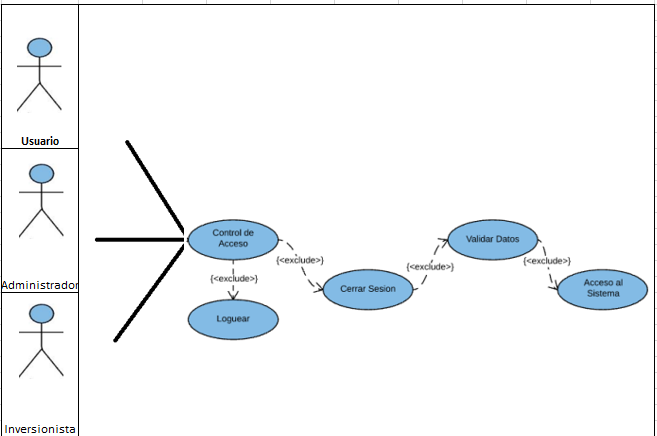 Usuario
Administrador
Inversionista
Control de
Acceso
{<exclude>}
Loguear
{<exclude>}
Cerrar Sesion
{<exclude>}
Validar Datos
{<exclude>}
Acceso al
Sistema